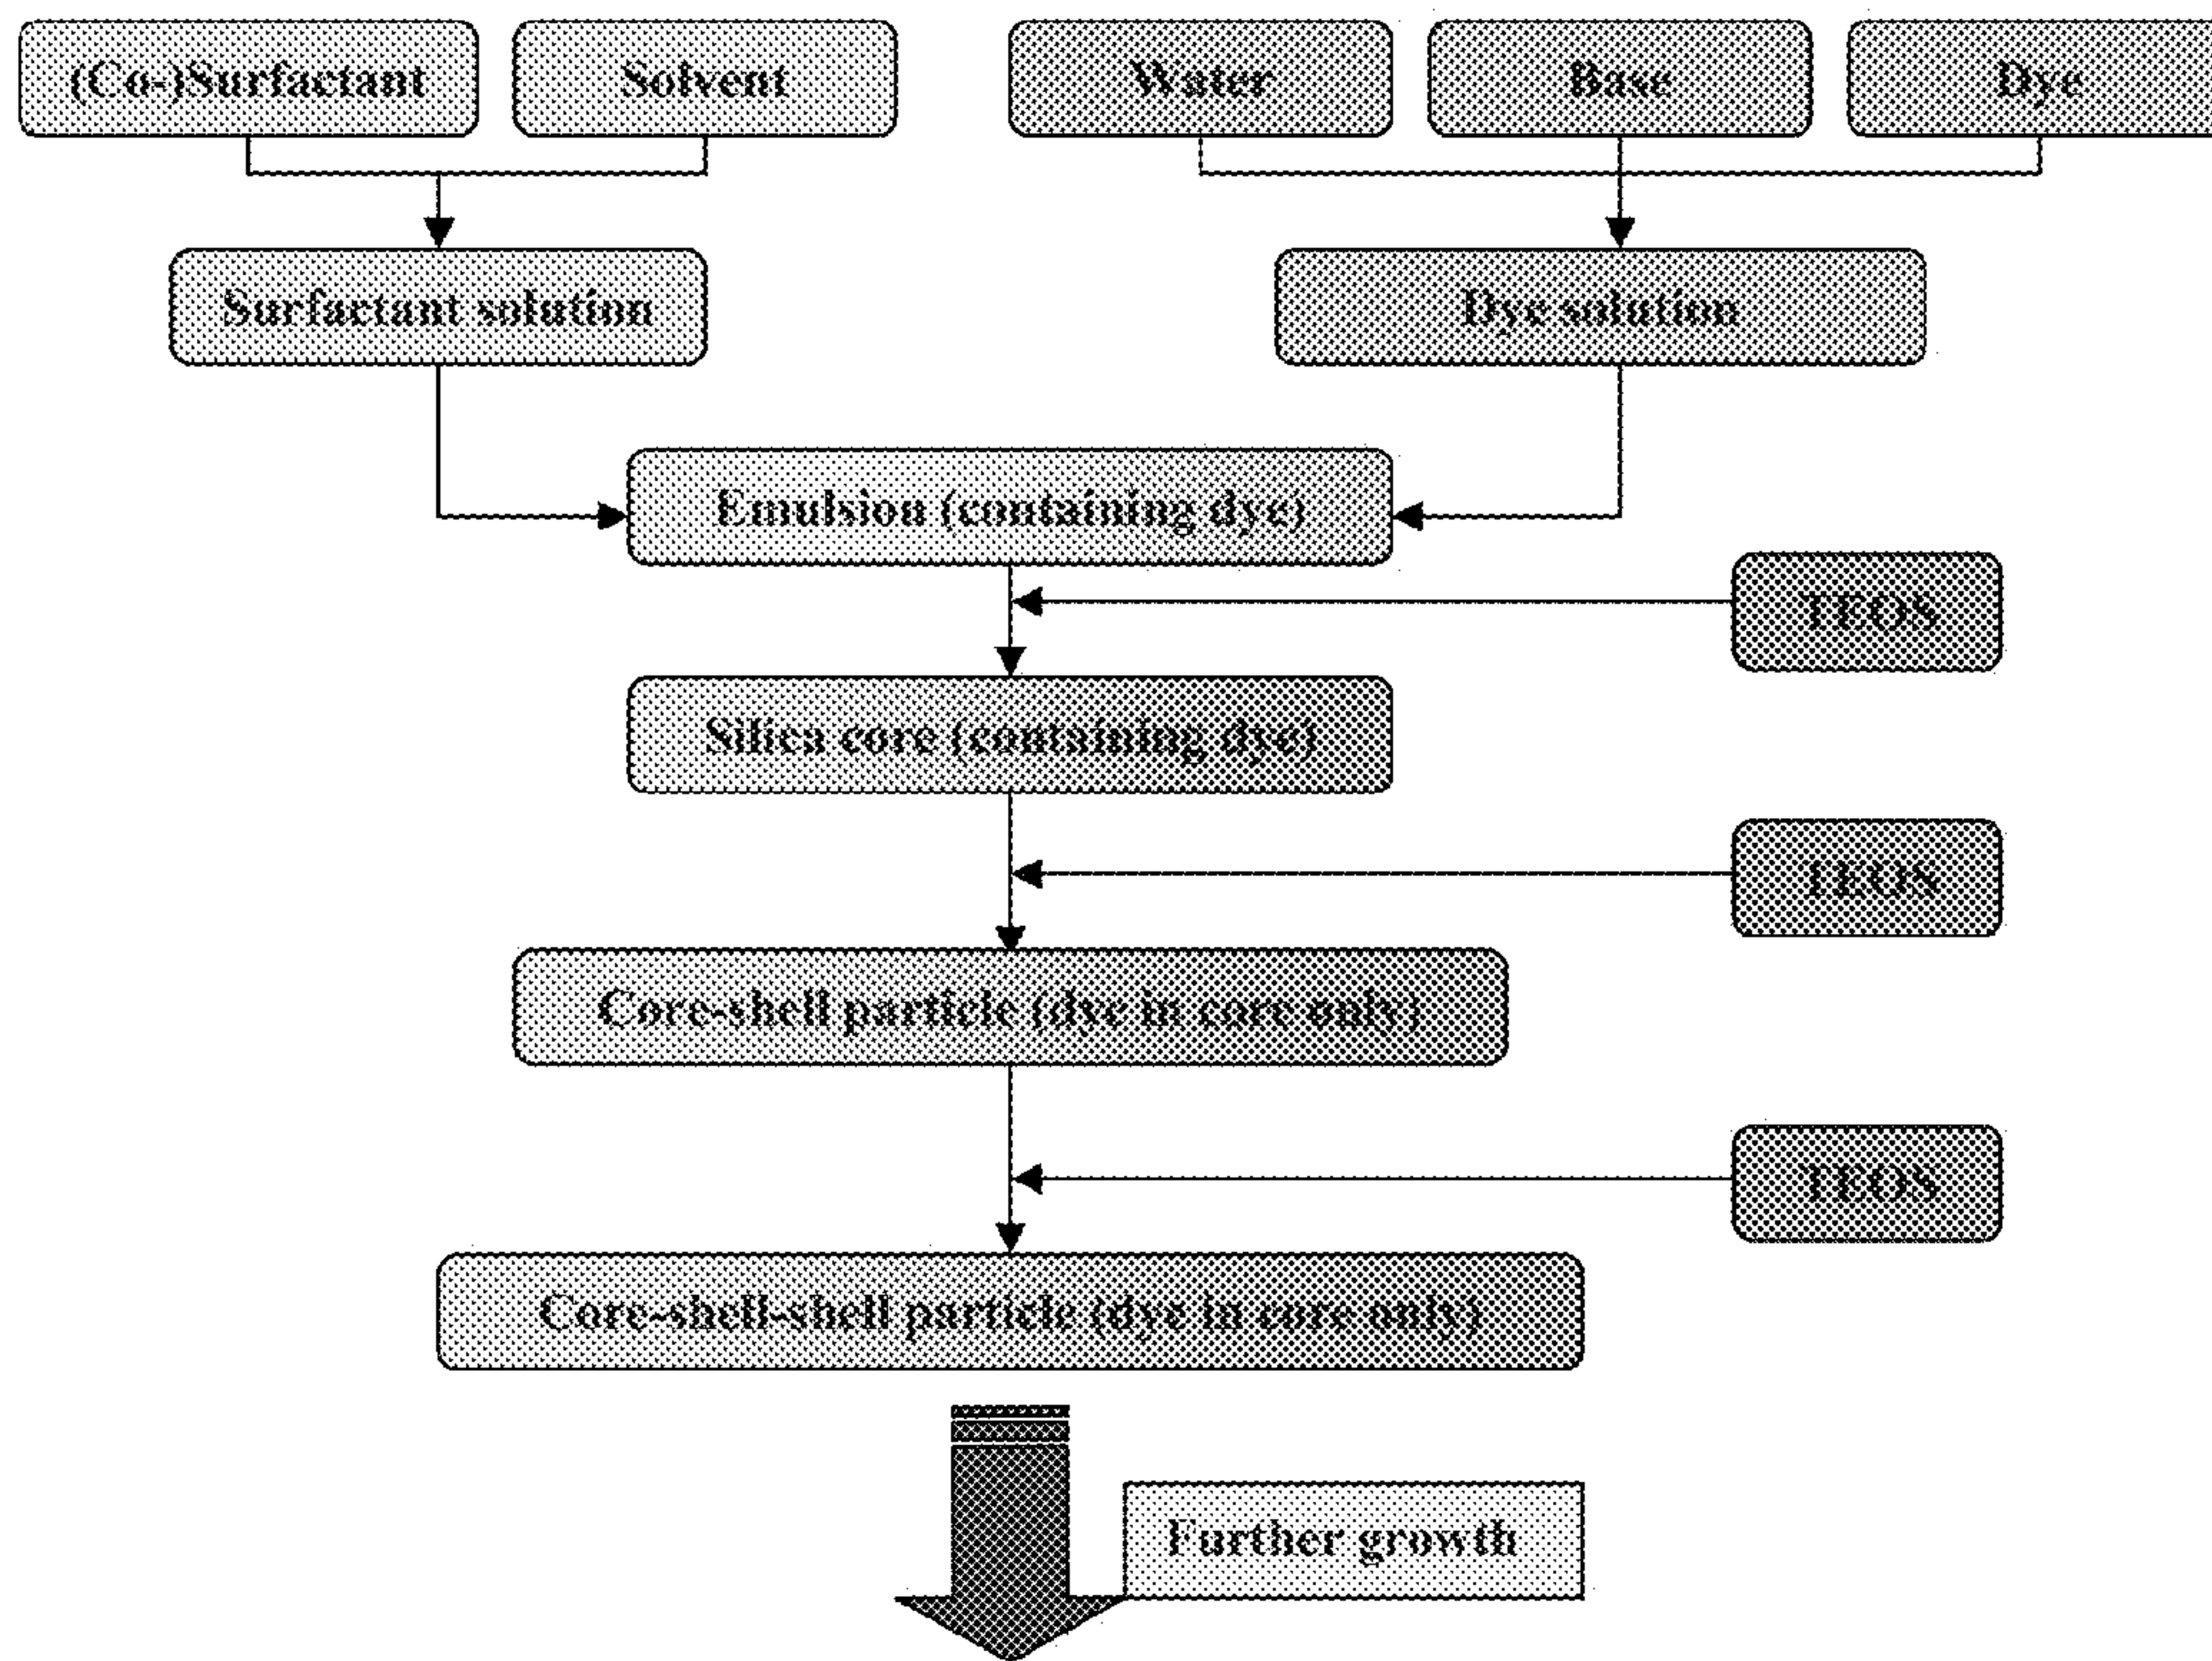 (Co-)Surfactant
Solvent
Water
Base
Dye
Surfactant solution
Dye solution
Emulsion (containing dye)
TEOS
Silica core (containing dye)
TEOS
Core-shell particle (dye in core only)
TEOS
Core-shell-shell particle (dye in core only)
Further growth